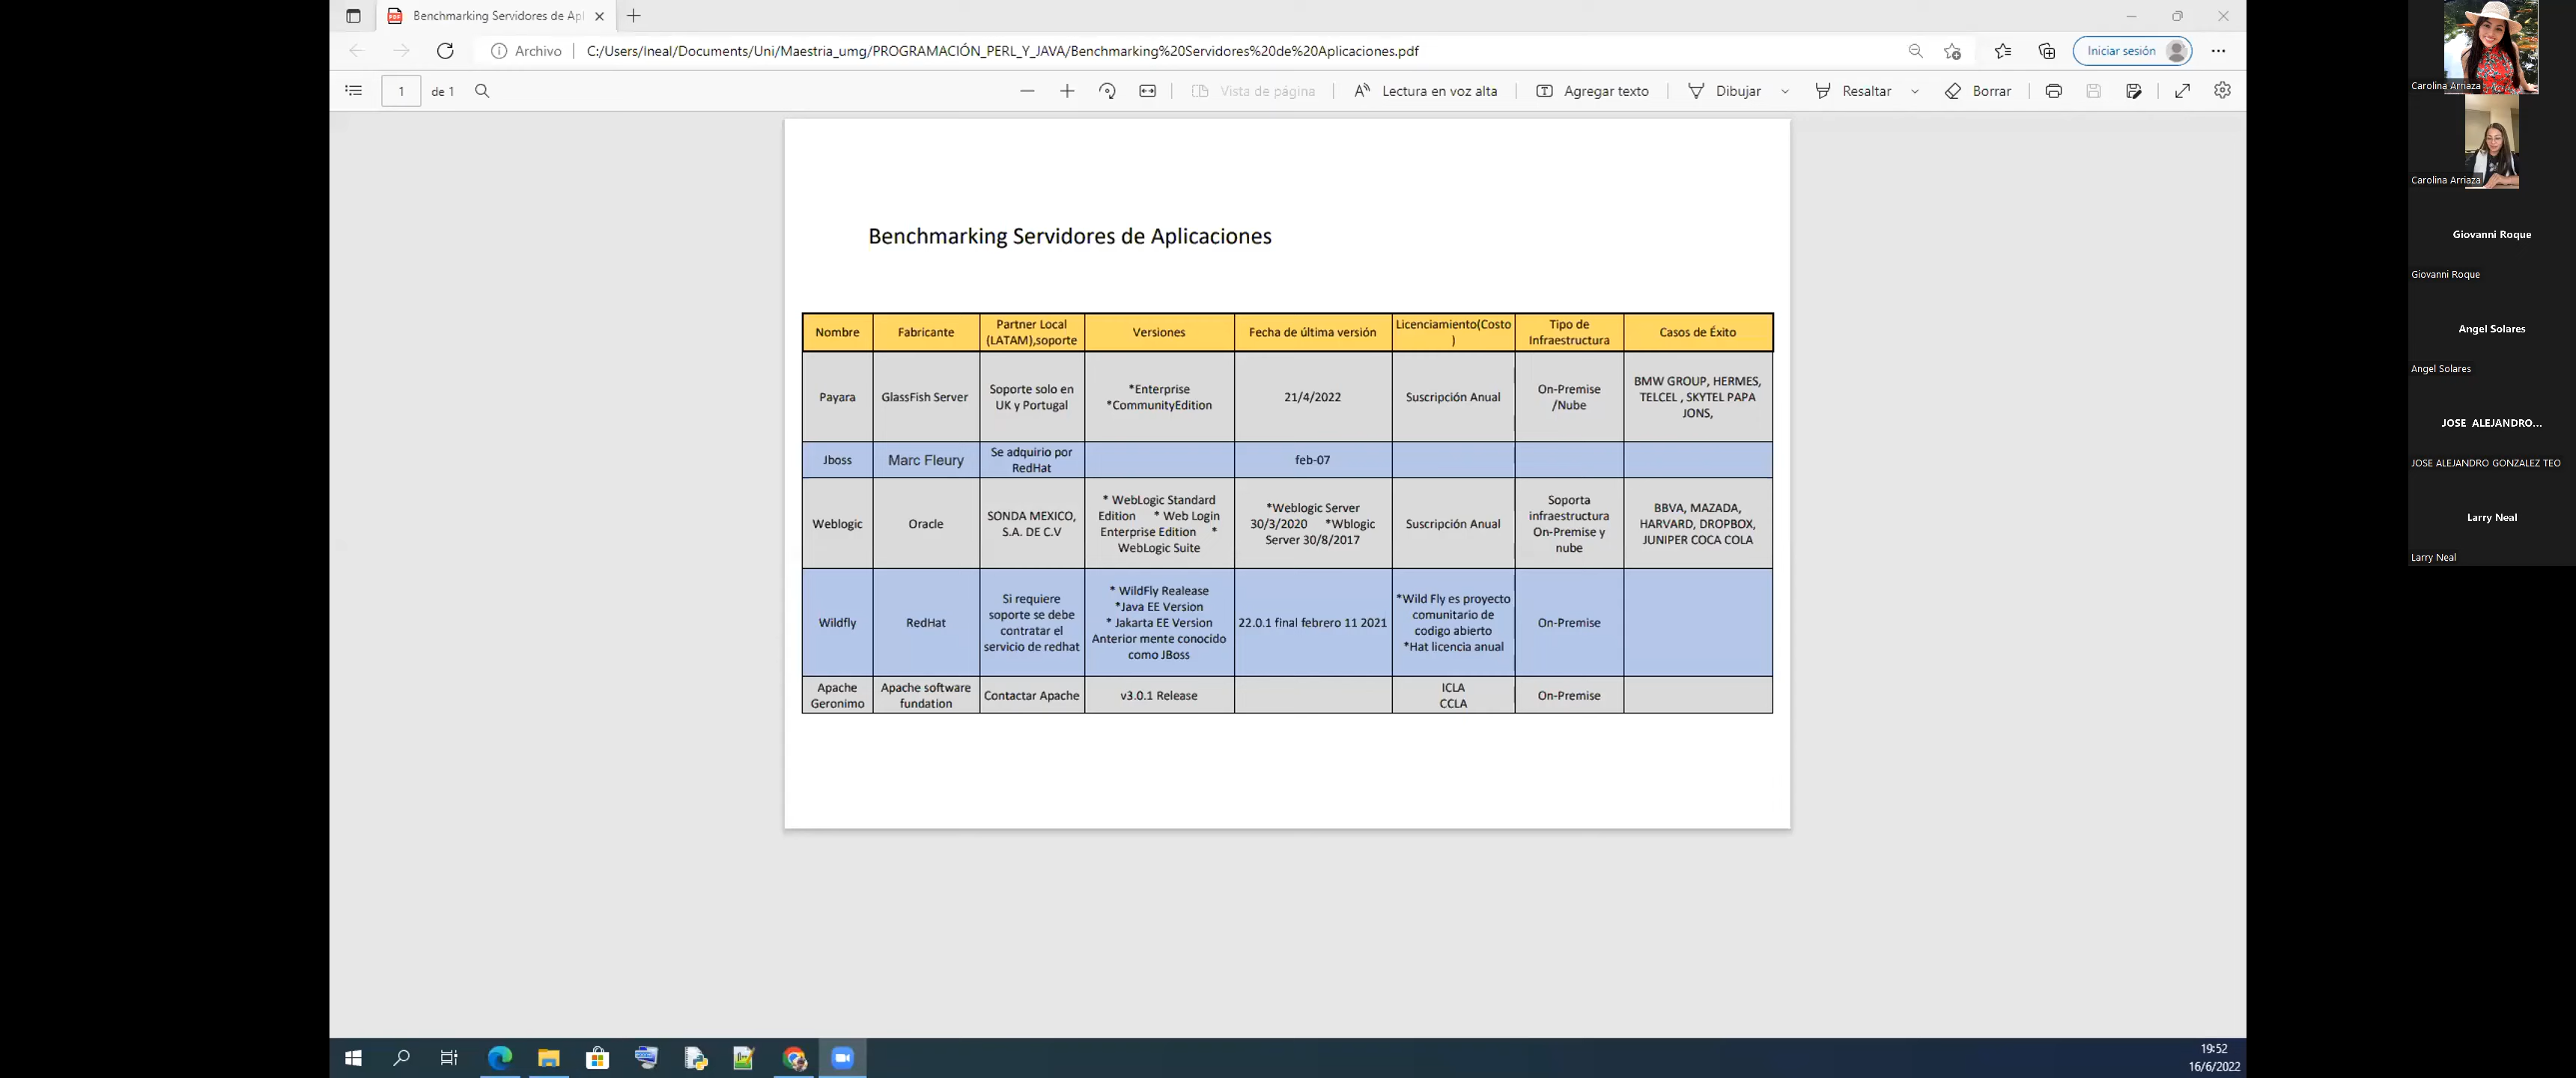 Benchmarking Servidores de Apl
Archivo
C:/Users/lneal/Documents/Uni/Maestria_umg/PROGRAMACIÓN_PERL_Y_JAVA/Benchmarking%20Servidores%20de%20Aplicaciones.pdf
Iniciar sesión
1
de 1
Vista de página
Lectura en voz alta
Agregar texto
Dibujar
Resaltar
Borrar
Benchmarking Servidores de Aplicaciones
Nombre
Fabricante
Partner Local
(LATAM),soporte
Versiones
Fecha de última versión
Licenciamiento(Costo
)
Tipo de
Infraestructura
Casos de Éxito
Payara
GlassFish Server
Soporte solo en
UK y Portugal
*Enterprise
*CommunityEdition
21/4/2022
Suscripción Anual
On-Premise
/Nube
BMW GROUP, HERMES,
TELCEL , SKYTEL PAPA
JONS,
Jboss
Marc Fleury
Se adquirio por
RedHat
feb-07
Weblogic
Oracle
SONDA MEXICO,
S.A. DE C.V
* WebLogic Standard
Edition * Web Login
Enterprise Edition *
WebLogic Suite
*Weblogic Server
30/3/2020 *Wblogic
Server 30/8/2017
Suscripción Anual
Soporta
infraestructura
On-Premise y
nube
BBVA, MAZADA,
HARVARD, DROPBOX,
JUNIPER COCA COLA
Wildfly
RedHat
Si requiere
soporte se debe
contratar el
servicio de redhat
* WildFly Realease
*Java EE Version
* Jakarta EE Version
Anterior mente conocido
como JBoss
22.0.1 final febrero 11 2021
*Wild Fly es proyecto
comunitario de
codigo abierto
*Hat licencia anual
On-Premise
Apache
Geronimo
Apache software
fundation
Contactar Apache
v3.0.1 Release
ICLA
CCLA
On-Premise
Carolina Arriaza
Carolina Arriaza
Giovanni Roque
Giovanni Roque
Angel Solares
Angel Solares
JOSE ALEJANDRO...
JOSE ALEJANDRO GONZALEZ TEO
Larry Neal
Larry Neal
19:52
16/6/2022